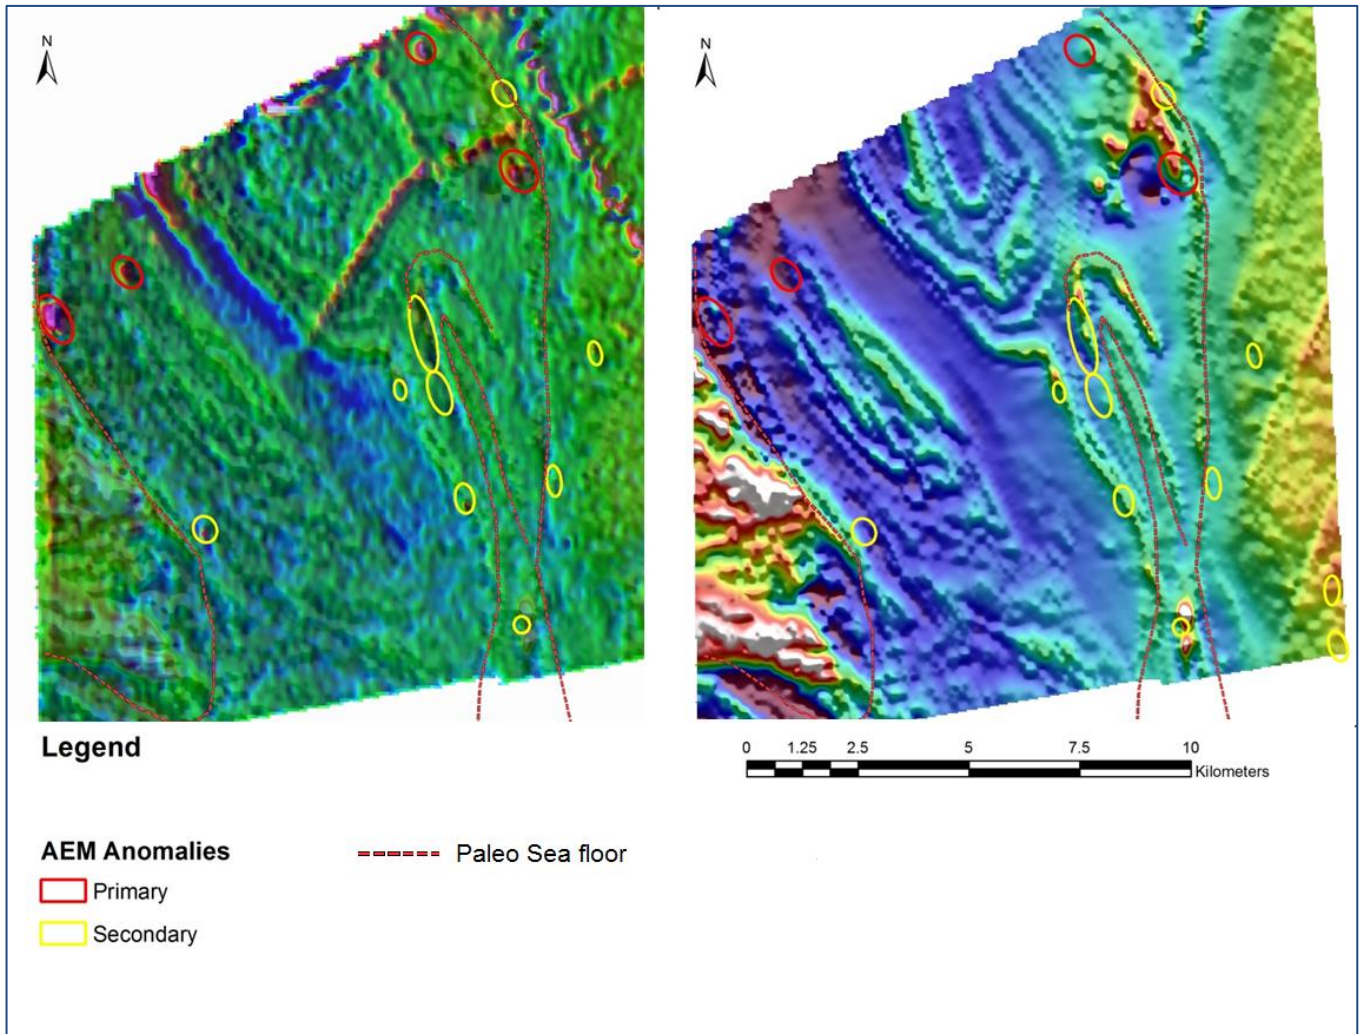 N
N
Legend
0 1.25 2.5 5 7.5 10
Kilometers
AEM Anomalies
Paleo Sea floor
Primary
Secondary